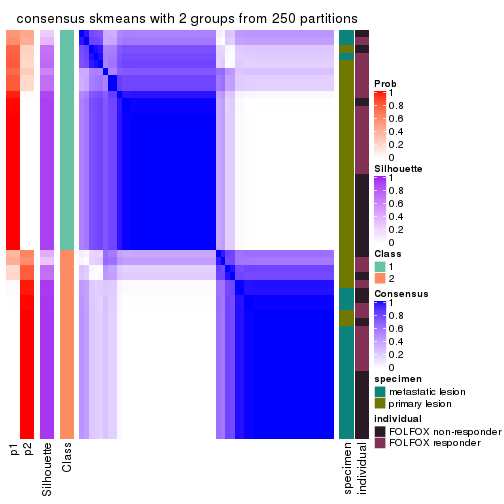 consensus skmeans with 2 groups from 250 partitions
Prob
1
0.8
0.6
0.4
0.2
0
Silhouette
1
0.8
0.6
0.4
0.2
0
Class
1
2
Consensus
1
0.8
0.6
0.4
0.2
0
specimen
metastatic lesion
primary lesion
individual
FOLFOX non-responder
FOLFOX responder
p1
p2
Silhouette
Class
specimen
individual